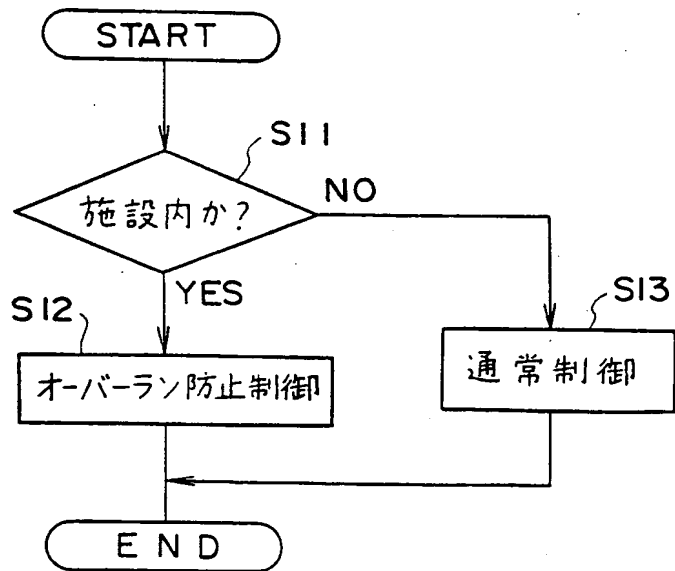 START
S11
施設内か?
NO
YES
S12
S13
オーバーラン防止制御
通常制御
END